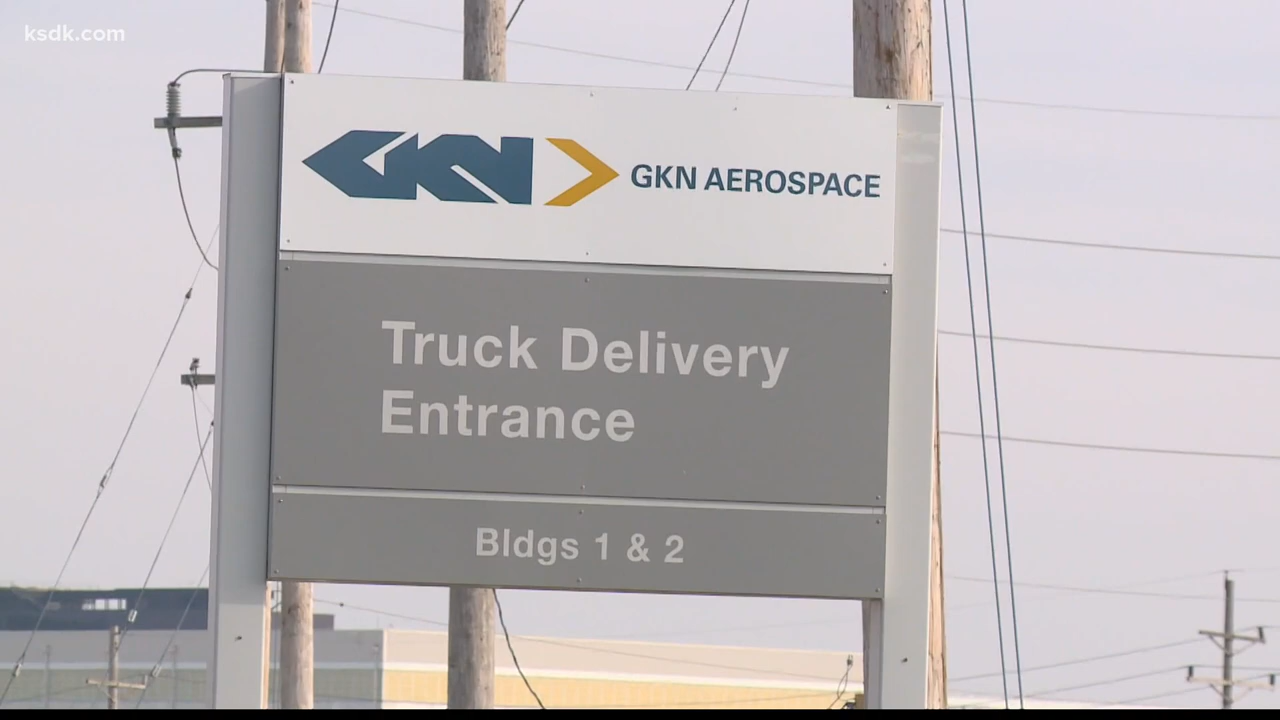 ksdk.com
GKN GKN AEROSPACE
Truck Delivery
Entrance
Bldgs 1 & 2